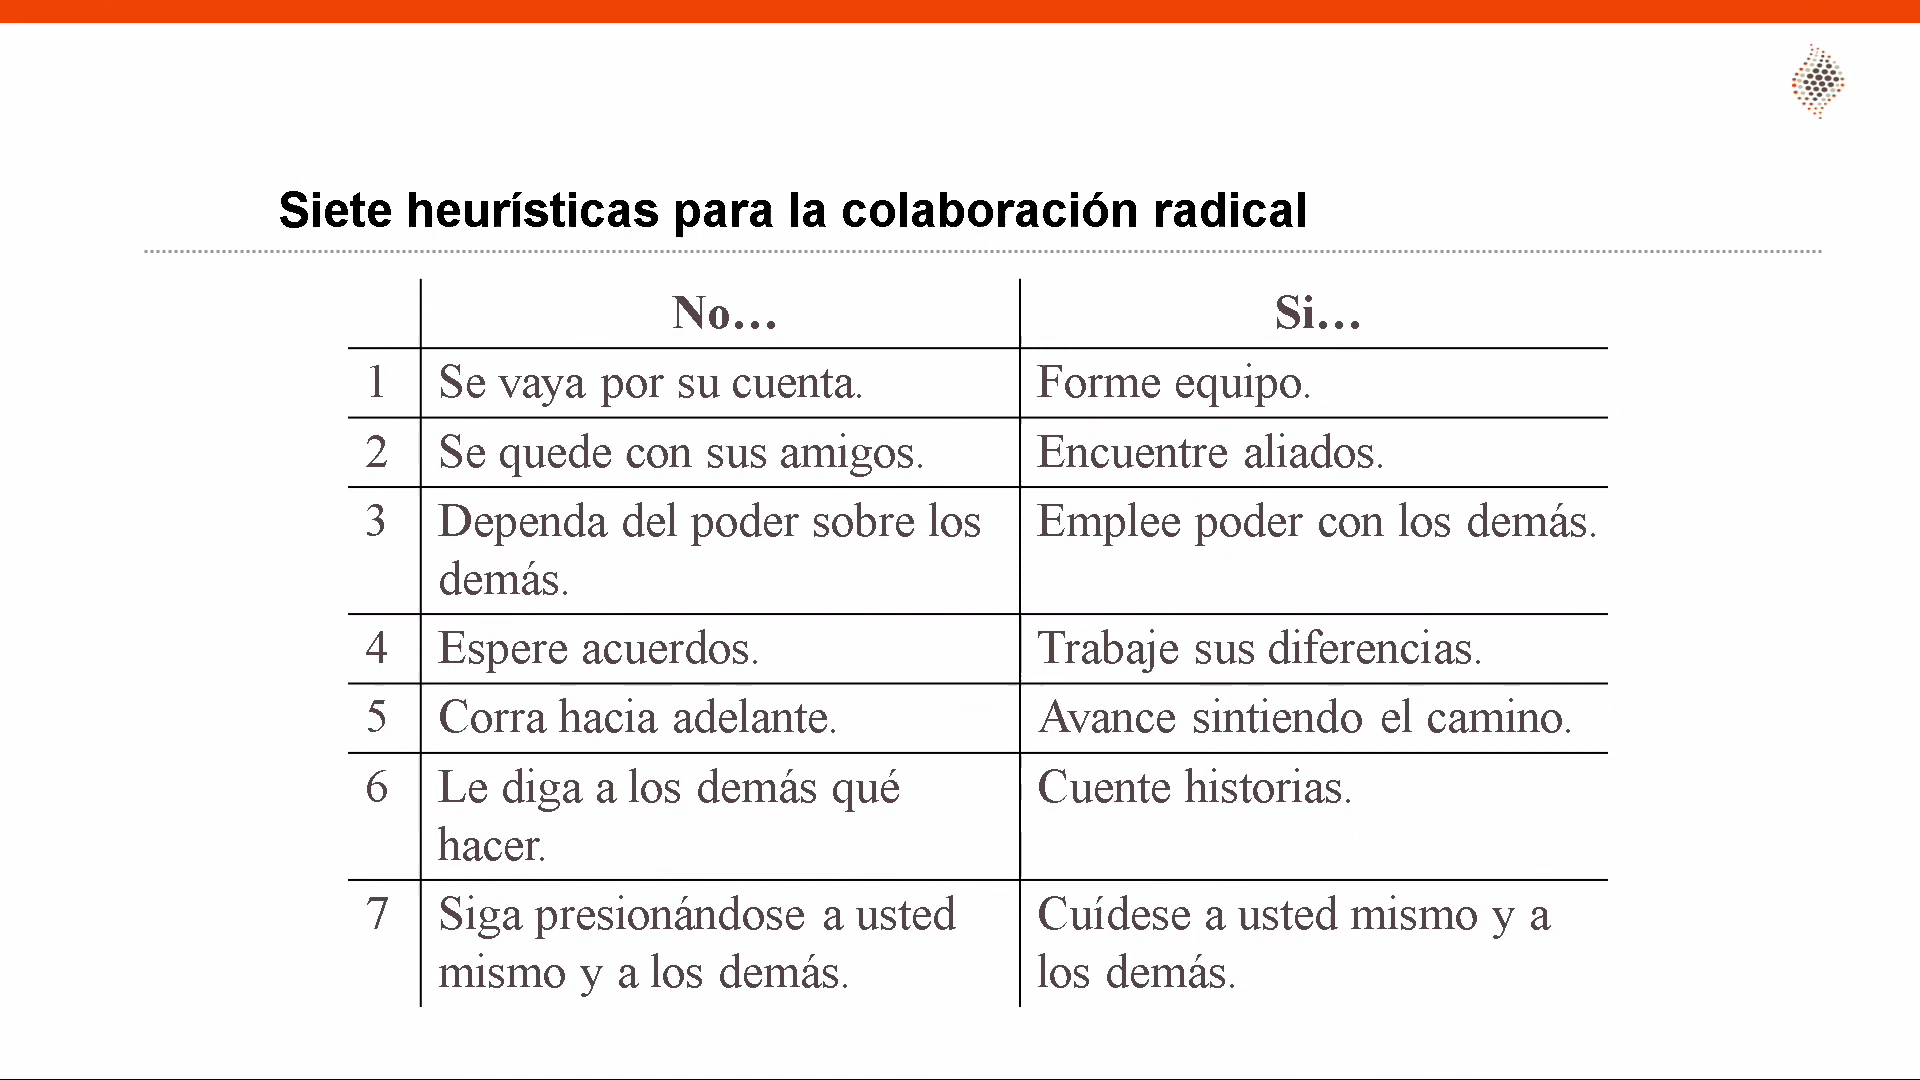 Siete heurísticas para la colaboración radical
No… Si…
1 Se vaya por su cuenta. Forme equipo.
2 Se quede con sus amigos. Encuentre aliados.
3 Dependa del poder sobre los Emplee poder con los demás.
demás.
4 Espere acuerdos. Trabaje sus diferencias.
5 Corra hacia adelante. Avance sintiendo el camino.
6 Le diga a los demás qué Cuente historias.
hacer.
7 Siga presionándose a usted Cuídese a usted mismo y a
mismo y a los demás. los demás.